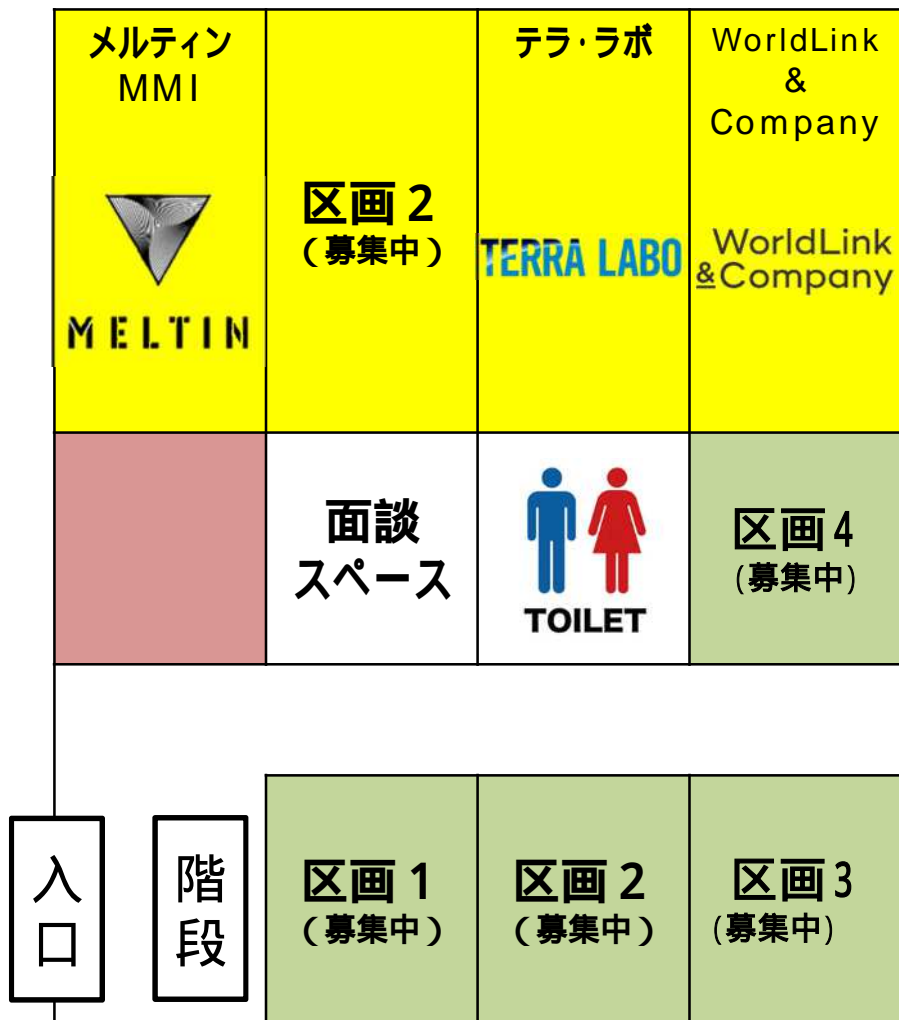 メルティン
MMI
MELTIN
区画2
(募集中)
テラ・ラボ
TERRA LABO
WorldLink
&
Company
WorldLink
&Company
面談
スペース
TOILET
区画4
(募集中)
入口
階段
区画1
(募集中)
区画2
(募集中)
区画3
(募集中)